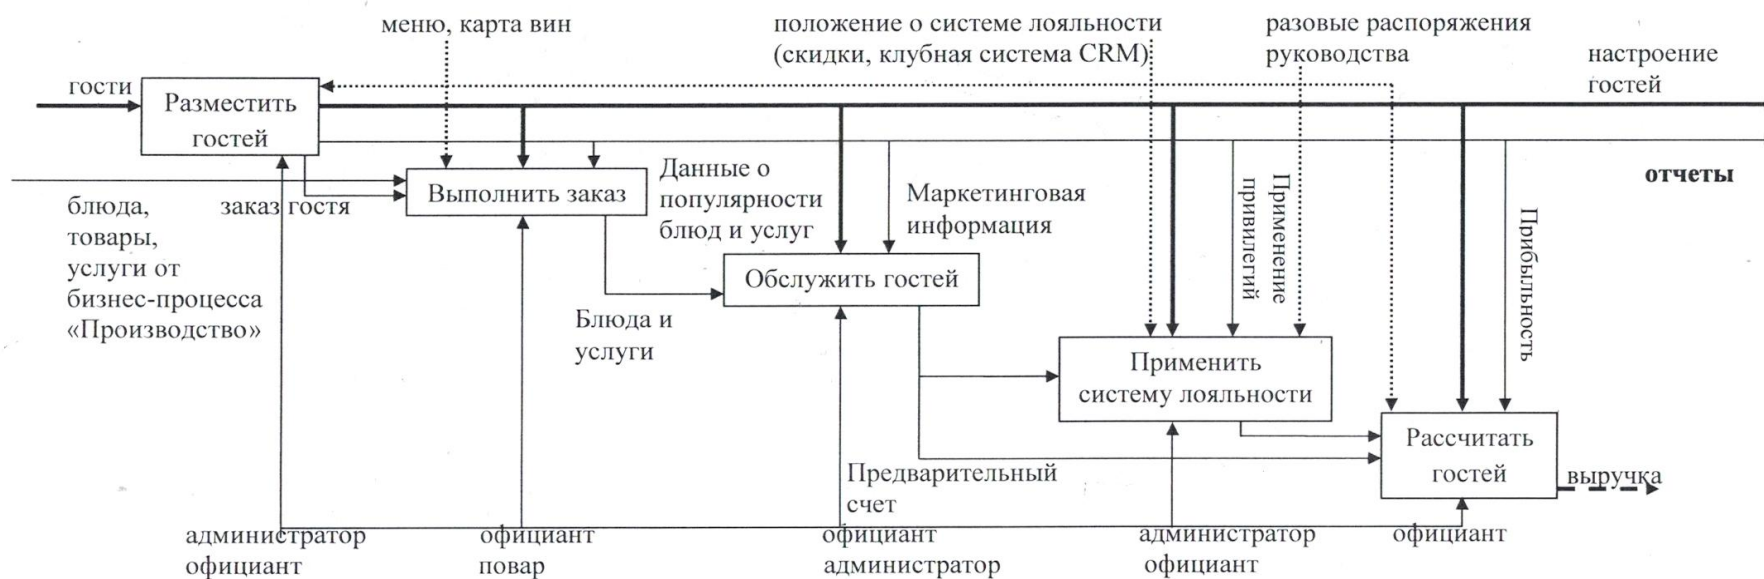 меню, карта вин
положение о системе лояльности
(скидки, клубная система CRM)
разовые распоряжения
руководства
настроение
гостей
гости
Разместить
гостей
отчеты
блюда,
товары,
услуги от
бизнес-процесса
«Производство»
заказ гостя
Выполнить заказ
Данные о
популярности
блюд и услуг
Маркетинговая
информация
Применение
привилегий
Прибыльность
Обслужить гостей
Блюда и
услуги
Применить
систему лояльности
Рассчитать
гостей
выручка
Предварительный
счет
администратор
официант
официант
повар
официант
администратор
администратор
официант
официант